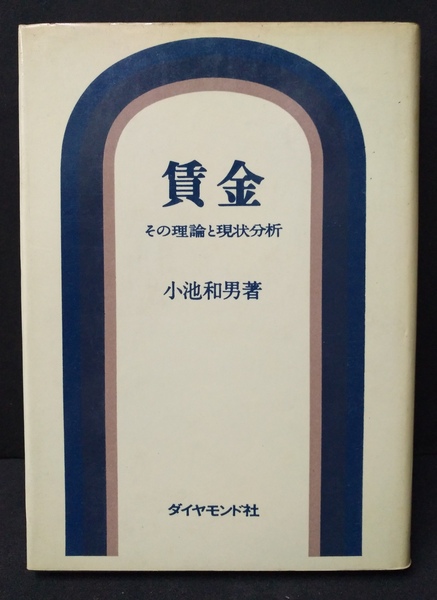 賃金
その理論と現状分析
小池和男著
ダイヤモンド社